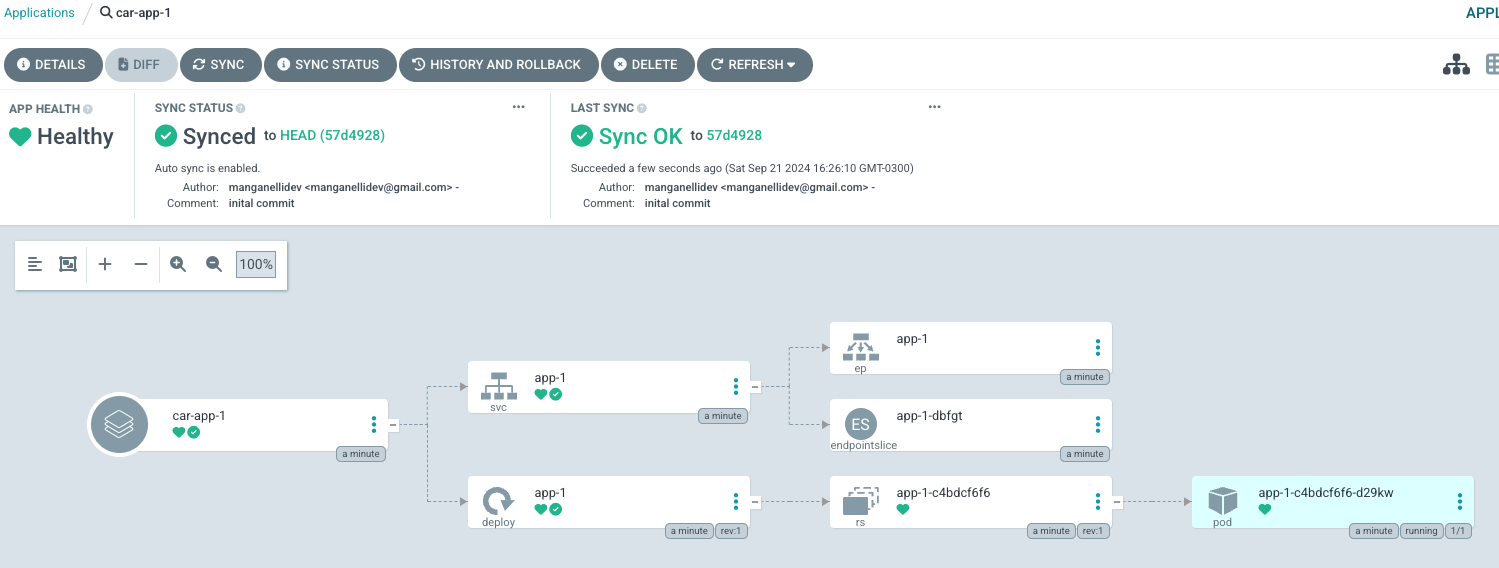 Applications / car-app-1
APPL
DETAILS DIFF SYNC SYNC STATUS HISTORY AND ROLLBACK DELETE REFRESH
APP HEALTH
Healthy
SYNC STATUS ...
Synced to HEAD (57d4928)
Auto sync is enabled.
Author: manganellidev <manganellidev@gmail.com> -
Comment: inital commit
LAST SYNC ...
Sync OK to 57d4928
Succeeded a few seconds ago (Sat Sep 21 2024 16:26:10 GMT-0300)
Author: manganellidev <manganellidev@gmail.com> -
Comment: inital commit
100%
car-app-1
a minute
app-1
svc
a minute
app-1
deploy
a minute rev:1
app-1
ep
a minute
ES
app-1-dbfgt
endpointslice
a minute
app-1-c4bdcf6f6
rs
a minute rev:1
app-1-c4bdcf6f6-d29kw
pod
a minute running 1/1